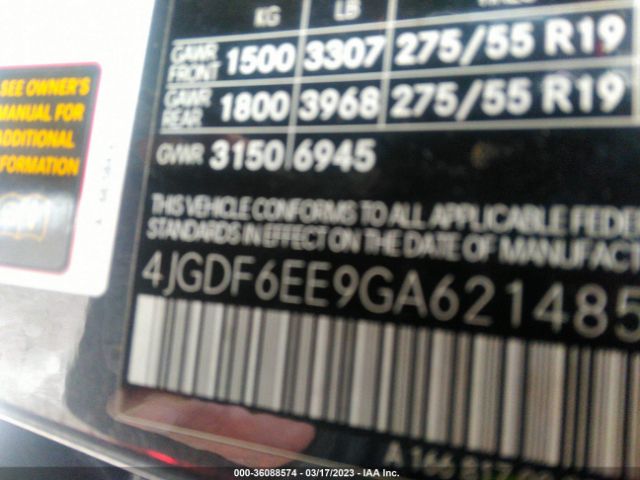 KG LB
GAWR FRONT 1500 3307 275/55 R19
GAWR REAR 1800 3968 275/55 R19
GVWR 3150 6945
THIS VEHICLE CONFORMS TO ALL APPLICABLE FEDE
STANDARDS IN EFFECT ON THE DATE OF MANUFACT
4JGDF6EE9GA621485
A 166 817
SEE OWNER'S
MANUAL FOR
ADDITIONAL
INFORMATION
000-36088574 — 03/17/2023 — IAA Inc.